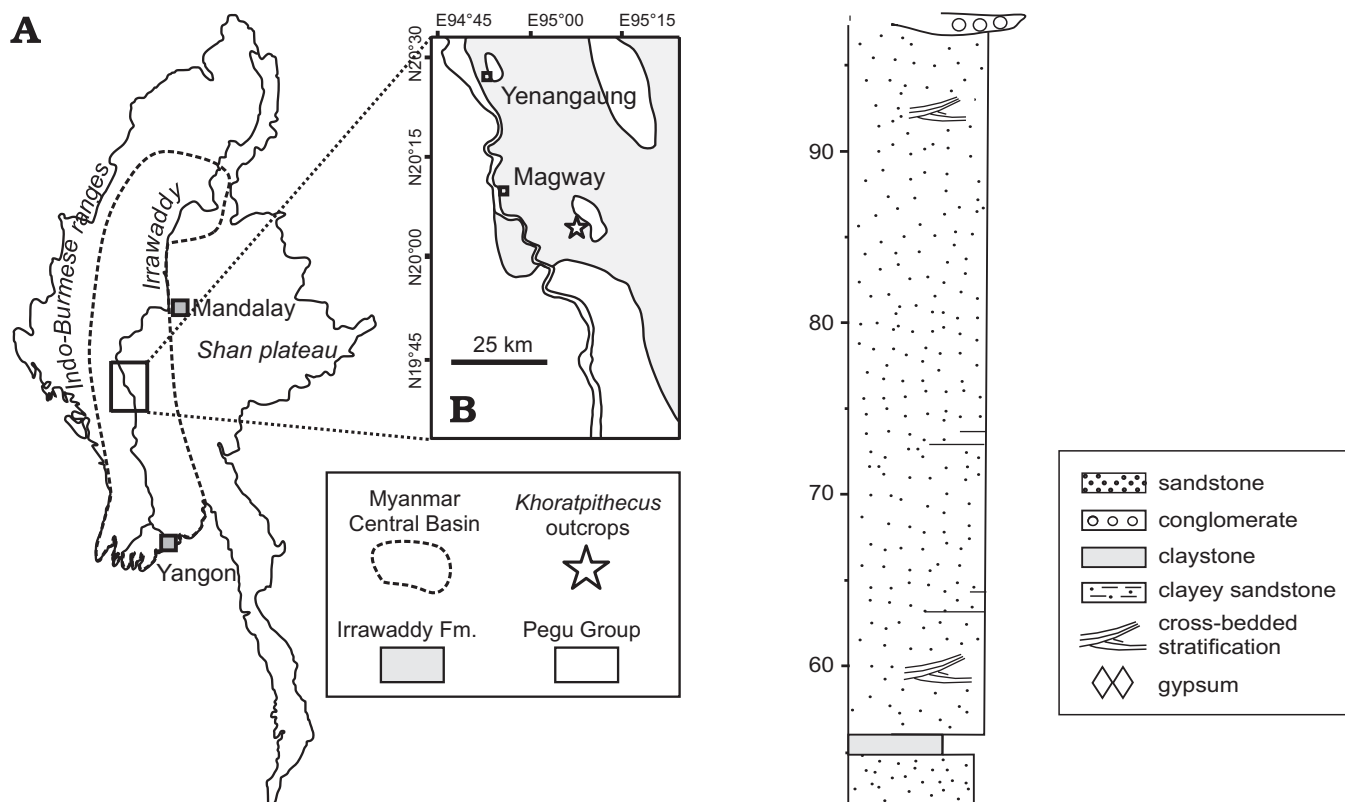 A
Indo-Burmese ranges
Irrawaddy
Mandalay
Shan plateau
Yangon
E94°45
E95°00
E95°15
N20°30
N20°15
N20°00
N19°45
Yenangaung
Magway
25 km
B
Myanmar
Central Basin
Khoratpithecus
outcrops
Irrawaddy Fm.
Pegu Group
90
80
70
60
sandstone
conglomerate
claystone
clayey sandstone
cross-bedded
stratification
gypsum